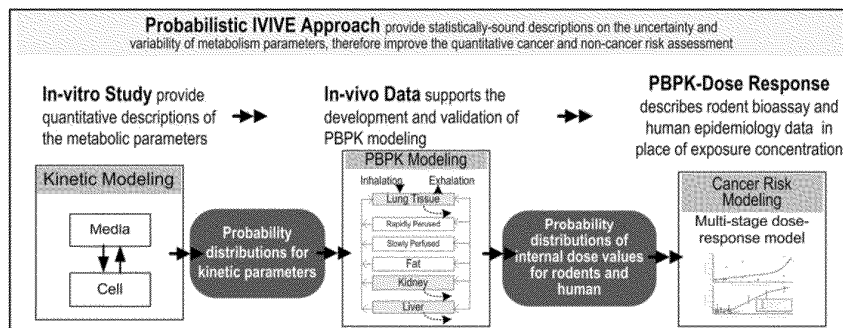 Probabilistic IVIVE Approach provide statistically-sound descriptions on the uncertainty and
variability of metabolism parameters, therefore improve the quantitative cancer and non-cancer risk assessment
In-vitro Study provide
quantitative descriptions
of the metabolic parameters
In-vivo Data supports the
development and validation of
PBPK modeling
PBPK-Dose Response
describes rodent bioassay and
human epidemiology data in
place of exposure concentration
Kinetic Modeling
Media
Cell
Probability
distributions for
kinetic parameters
PBPK Modeling
Inhalation Exhalation
Lung Tissue
Rapidly Perused
Slowly Perfused
Fat
Kidney
Liver
Probability
distributions of
internal dose values
for rodents and
human
Cancer Risk
Modeling
Multi-stage dose-
response model